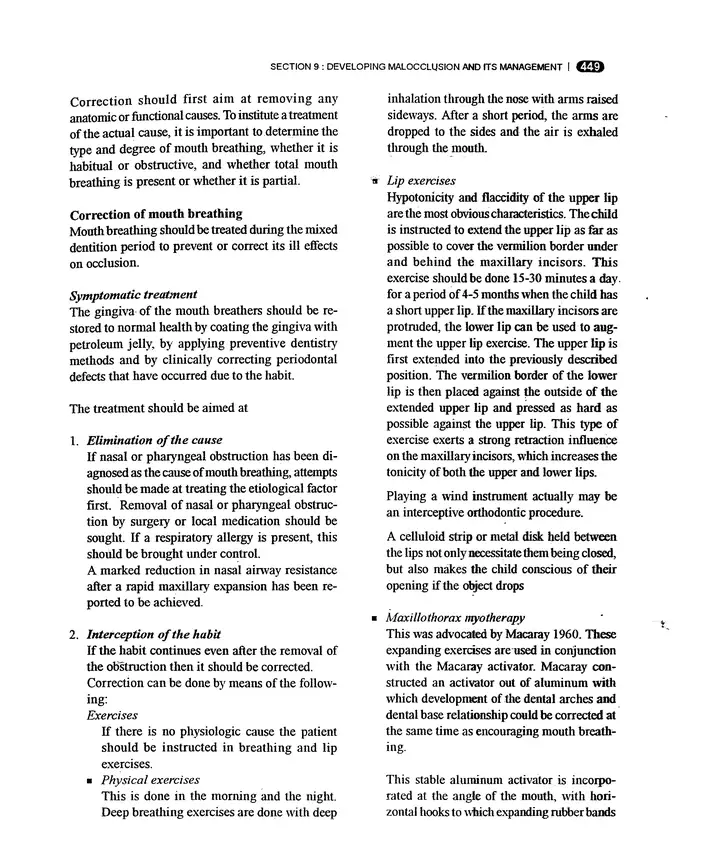 SECTION 9 : DEVELOPING MALOCCLUSION AND ITS MANAGEMENT | 449
Correction should first aim at removing any
anatomic or functional causes. To institute a treatment
of the actual cause, it is important to determine the
type and degree of mouth breathing, whether it is
habitual or obstructive, and whether total mouth
breathing is present or whether it is partial.
Correction of mouth breathing
Mouth breathing should be treated during the mixed
dentition period to prevent or correct its ill effects
on occlusion.
Symptomatic treatment
The gingiva of the mouth breathers should be re-
stored to normal health by coating the gingiva with
petroleum jelly, by applying preventive dentistry
methods and by clinically correcting periodontal
defects that have occurred due to the habit.
The treatment should be aimed at
1. Elimination of the cause
If nasal or pharyngeal obstruction has been di-
agnosed as the cause of mouth breathing, attempts
should be made at treating the etiological factor
first. Removal of nasal or pharyngeal obstruc-
tion by surgery or local medication should be
sought. If a respiratory allergy is present, this
should be brought under control.
A marked reduction in nasal airway resistance
after a rapid maxillary expansion has been re-
ported to be achieved.
2. Interception of the habit
If the habit continues even after the removal of
the obstruction then it should be corrected.
Correction can be done by means of the follow-
ing:
Exercises
If there is no physiologic cause the patient
should be instructed in breathing and lip
exercises.
▪ Physical exercises
This is done in the morning and the night.
Deep breathing exercises are done with deep
inhalation through the nose with arms raised
sideways. After a short period, the arms are
dropped to the sides and the air is exhaled
through the mouth.
▪ Lip exercises
Hypotonicity and flaccidity of the upper lip
are the most obvious characteristics. The child
is instructed to extend the upper lip as far as
possible to cover the vermilion border under
and behind the maxillary incisors. This
exercise should be done 15-30 minutes a day
for a period of 4-5 months when the child has
a short upper lip. If the maxillary incisors are
protruded, the lower lip can be used to aug-
ment the upper lip exercise. The upper lip is
first extended into the previously described
position. The vermilion border of the lower
lip is then placed against the outside of the
extended upper lip and pressed as hard as
possible against the upper lip. This type of
exercise exerts a strong retraction influence
on the maxillary incisors, which increases the
tonicity of both the upper and lower lips.
Playing a wind instrument actually may be
an interceptive orthodontic procedure.
A celluloid strip or metal disk held between
the lips not only necessitate them being closed,
but also makes the child conscious of their
opening if the object drops
▪ Maxillothorax myotherapy
This was advocated by Macaray 1960. These
expanding exercises are used in conjunction
with the Macaray activator. Macaray con-
structed an activator out of aluminum with
which development of the dental arches and
dental base relationship could be corrected at
the same time as encouraging mouth breath-
ing.
This stable aluminum activator is incorpo-
rated at the angle of the mouth, with hori-
zontal hooks to which expanding rubber bands